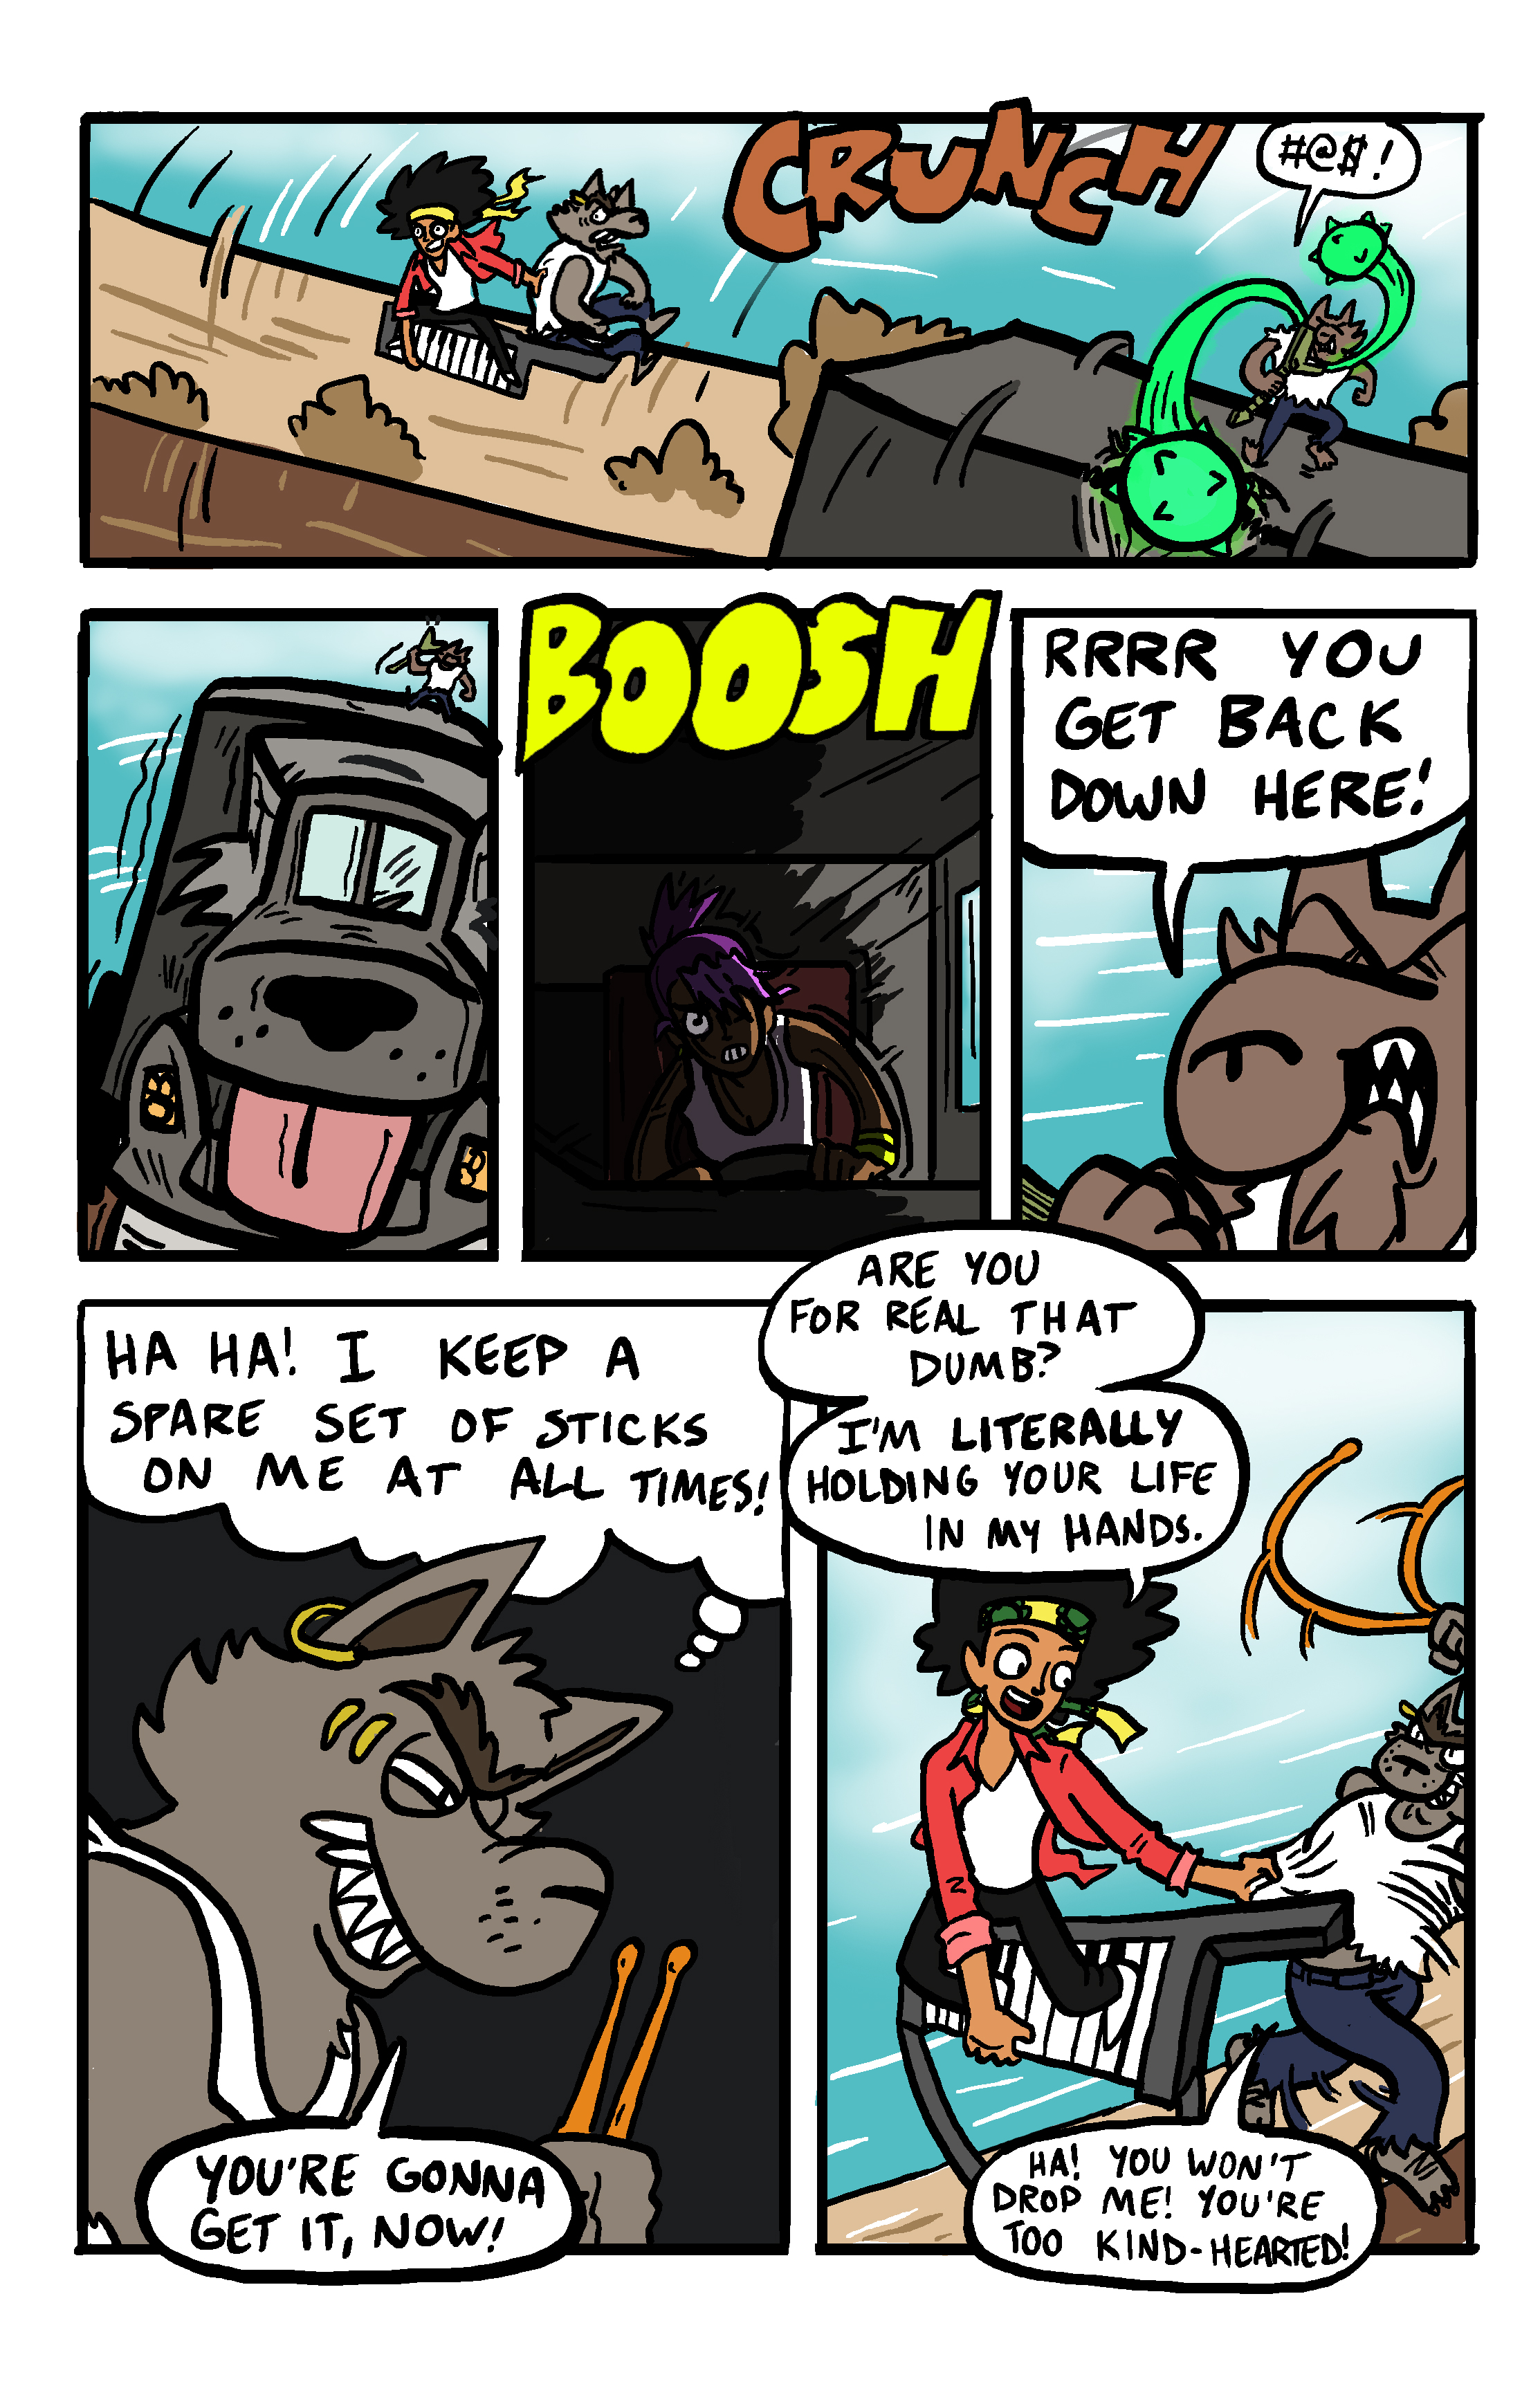 CRUNCH
#@$!
BOOSH
RRRR YOU
GET BACK
DOWN HERE!
HA HA! I KEEP A
SPARE SET OF STICKS
ON ME AT ALL TIMES!
YOU'RE GONNA
GET IT, NOW!
ARE YOU
FOR REAL THAT
DUMB?
I'M LITERALLY
HOLDING YOUR LIFE
IN MY HANDS.
HA! YOU WON'T
DROP ME! YOU'RE
TOO KIND-HEARTED!